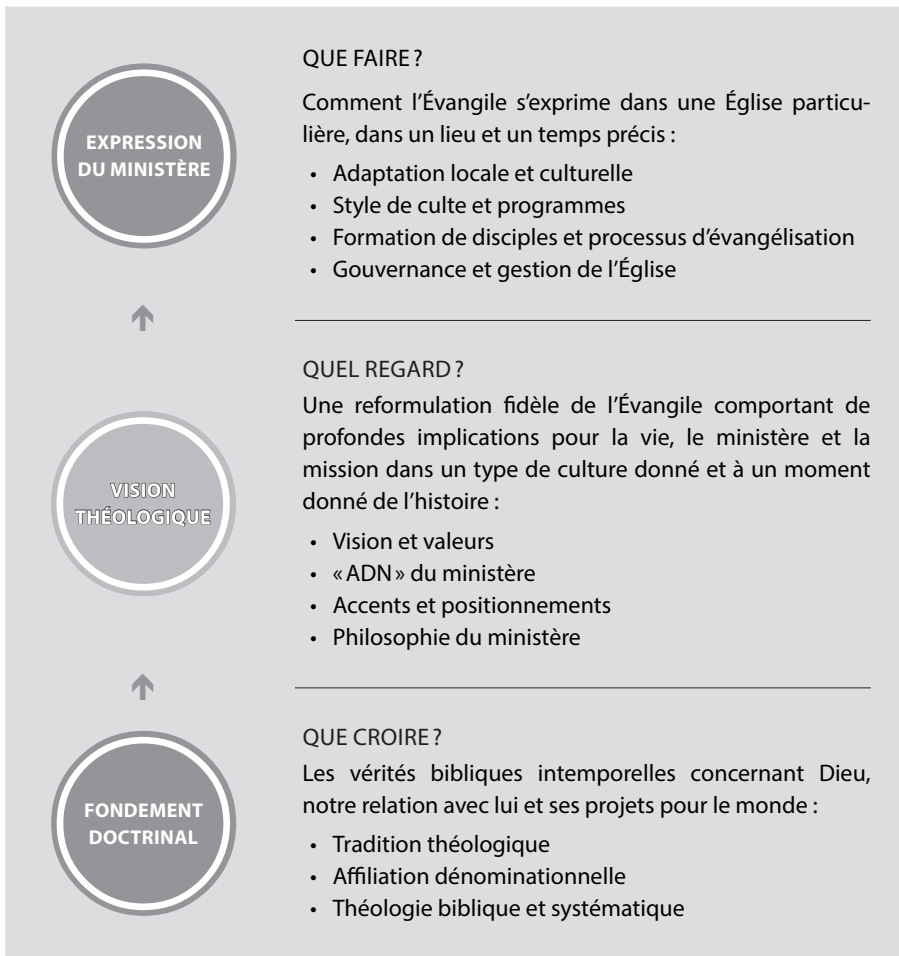 EXPRESSION
DU MINISTÈRE
QUE FAIRE ?
Comment l’Évangile s’exprime dans une Église particu-
lière, dans un lieu et un temps précis :
• Adaptation locale et culturelle
• Style de culte et programmes
• Formation de disciples et processus d'évangélisation
• Gouvernance et gestion de l’Église
VISION
THÉOLOGIQUE
QUEL REGARD ?
Une reformulation fidèle de l’Évangile comportant de
profondes implications pour la vie, le ministère et la
mission dans un type de culture donné et à un moment
donné de l’histoire :
• Vision et valeurs
• « ADN » du ministère
• Accents et positionnements
• Philosophie du ministère
FONDEMENT
DOCTRINAL
QUE CROIRE ?
Les vérités bibliques intemporelles concernant Dieu,
notre relation avec lui et ses projets pour le monde :
• Tradition théologique
• Affiliation dénominationnelle
• Théologie biblique et systématique